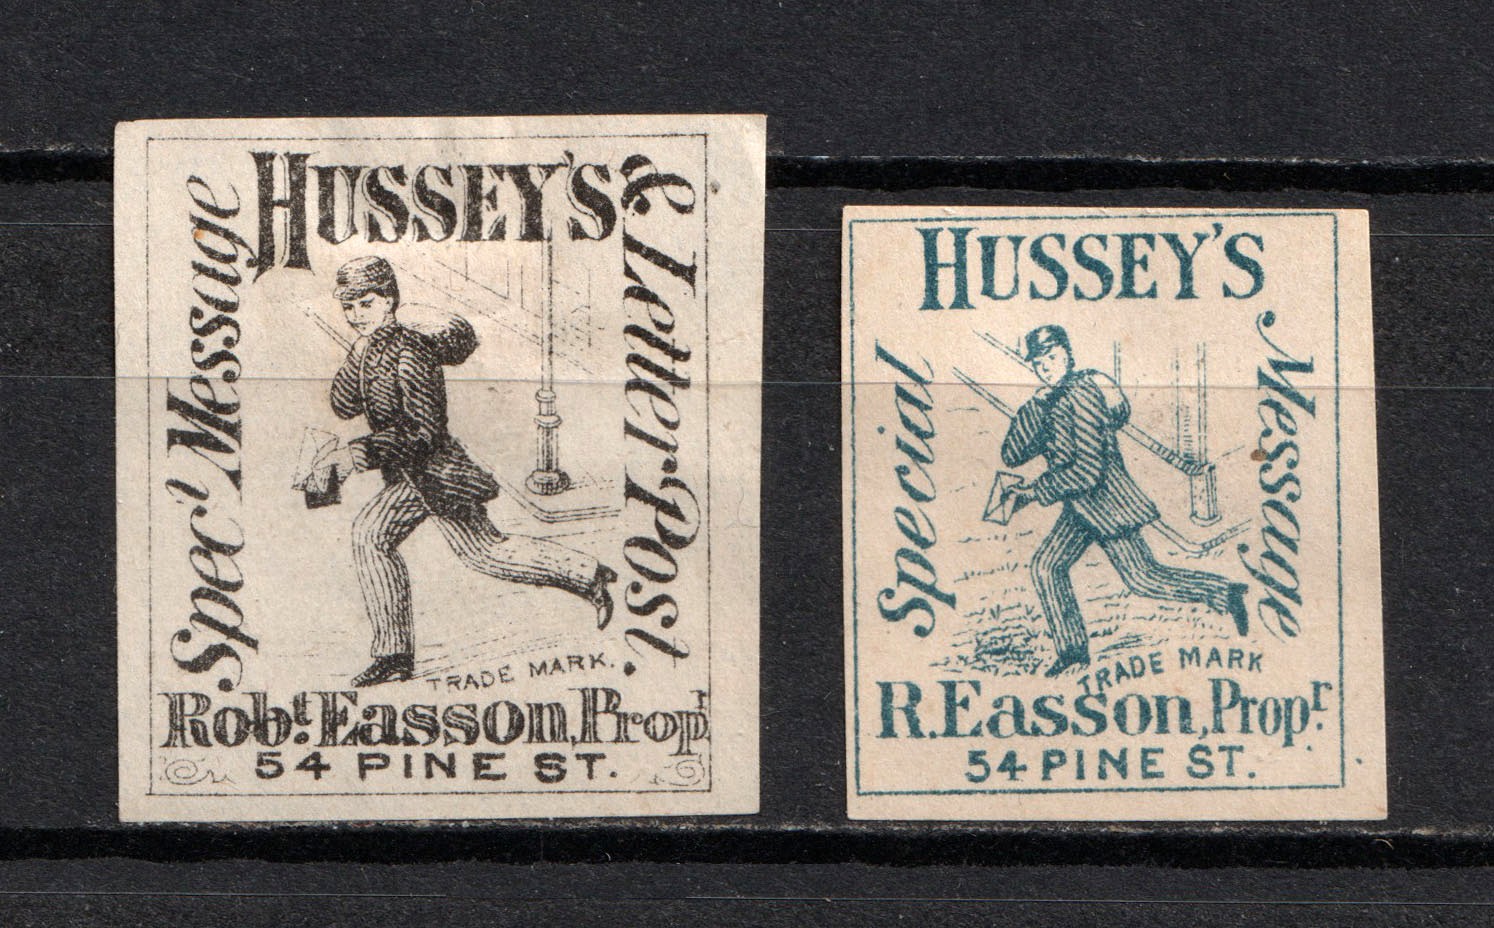 HUSSEY'S
Specl Message
& Letter Post.
TRADE MARK.
Robt. Easson, Propr
54 PINE ST.
HUSSEY'S
Special
Message
TRADE MARK
R. Easson, Propr.
54 PINE ST.